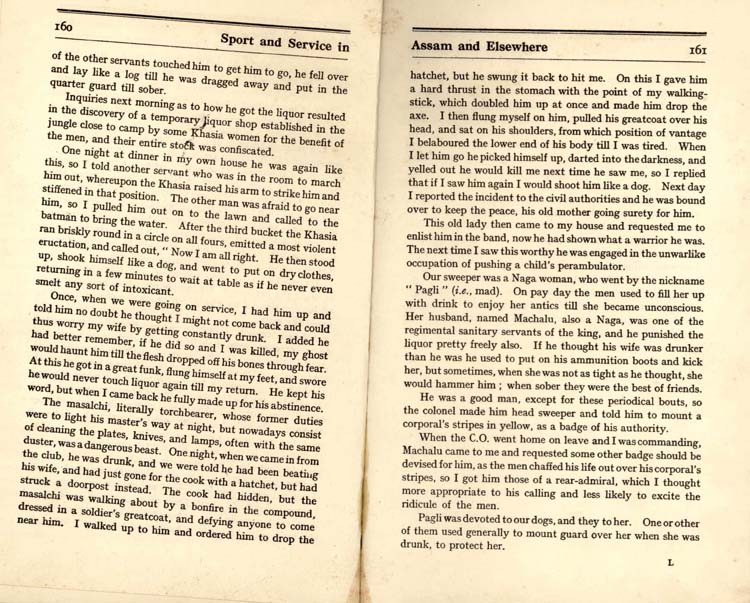 160
Sport and Service in
of the other servants touched him to get him to go, he fell over
and lay like a log till he was dragged away and put in the
quarter guard till sober.
Inquiries next morning as to how he got the liquor resulted
in the discovery of a temporary liquor shop established in the
jungle close to camp by some Khasia women for the benefit of
the men, and their entire stock was confiscated.
One night at dinner in my own house he was again like
this, so I told another servant who was in the room to march
him out, whereupon the Khasia raised his arm to strike him and
stiffened in that position. The other man was afraid to go near
him, so I pulled him out on to the lawn and called to the
batman to bring the water. After the third bucket the Khasia
ran briskly round in a circle on all fours, emitted a most violent
eructation, and called out, " Now I am all right. He then stood
up, shook himself like a dog, and went to put on dry clothes,
returning in a few minutes to wait at table as if he never even
smelt any sort of intoxicant.
Once, when we were going on service, I had him up and
told him no doubt he thought I might not come back and could
thus worry my wife by getting constantly drunk. I added he
had better remember, if he did so and I was killed, my ghost
would haunt him till the flesh dropped off his bones through fear.
At this he got in a great funk, flung himself at my feet, and swore
he would never touch liquor again till my return. He kept his
word, but when I came back he fully made up for his abstinence.
The masalchi, literally torchbearer, whose former duties
were to light his master's way at night, but nowadays consist
of cleaning the plates, knives, and lamps, often with the same
duster, was a dangerous beast. One night, when we came in from
the club, he was drunk, and we were told he had been beating
his wife, and had just gone for the cook with a hatchet, but had
struck a doorpost instead. The cook had hidden, but the
masalchi was walking about by a bonfire in the compound,
dressed in a soldier's greatcoat, and defying anyone to come
near him. I walked up to him and ordered him to drop the
Assam and Elsewhere
161
hatchet, but he swung it back to hit me. On this I gave him
a hard thrust in the stomach with the point of my walking-
stick, which doubled him up at once and made him drop the
axe. I then flung myself on him, pulled his greatcoat over his
head, and sat on his shoulders, from which position of vantage
I belaboured the lower end of his body till I was tired. When
I let him go he picked himself up, darted into the darkness, and
yelled out he would kill me next time he saw me, so I replied
that if I saw him again I would shoot him like a dog. Next day
I reported the incident to the civil authorities and he was bound
over to keep the peace, his old mother going surety for him.
This old lady then came to my house and requested me to
enlist him in the band, now he had shown what a warrior he was.
The next time I saw this worthy he was engaged in the unwarlike
occupation of pushing a child's perambulator.
Our sweeper was a Naga woman, who went by the nickname
" Pagli " (i.e., mad). On pay day the men used to fill her up
with drink to enjoy her antics till she became unconscious.
Her husband, named Machalu, also a Naga, was one of the
regimental sanitary servants of the king, and he punished the
liquor pretty freely also. If he thought his wife was drunker
than he was he used to put on his ammunition boots and kick
her, but sometimes, when she was not as tight as he thought, she
would hammer him ; when sober they were the best of friends.
He was a good man, except for these periodical bouts, so
the colonel made him head sweeper and told him to mount a
corporal's stripes in yellow, as a badge of his authority.
When the C.O. went home on leave and I was commanding,
Machalu came to me and requested some other badge should be
devised for him, as the men chaffed his life out over his corporal's
stripes, so I got him those of a rear-admiral, which I thought
more appropriate to his calling and less likely to excite the
ridicule of the men.
Pagli was devoted to our dogs, and they to her. One or other
of them used generally to mount guard over her when she was
drunk, to protect her.
L